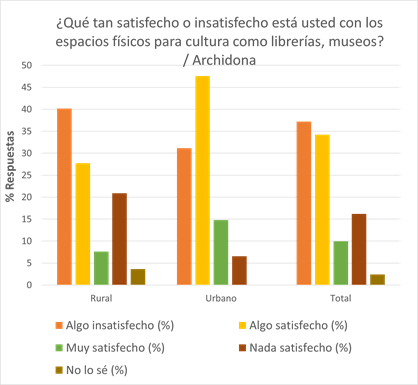 ¿Qué tan satisfecho o insatisfecho está usted con los
espacios físicos para cultura como librerías, museos?
/ Archidona
% Respuestas
50
45
40
35
30
25
20
15
10
5
0
Rural Urbano Total
Algo insatisfecho (%) Algo satisfecho (%)
Muy satisfecho (%) Nada satisfecho (%)
No lo sé (%)